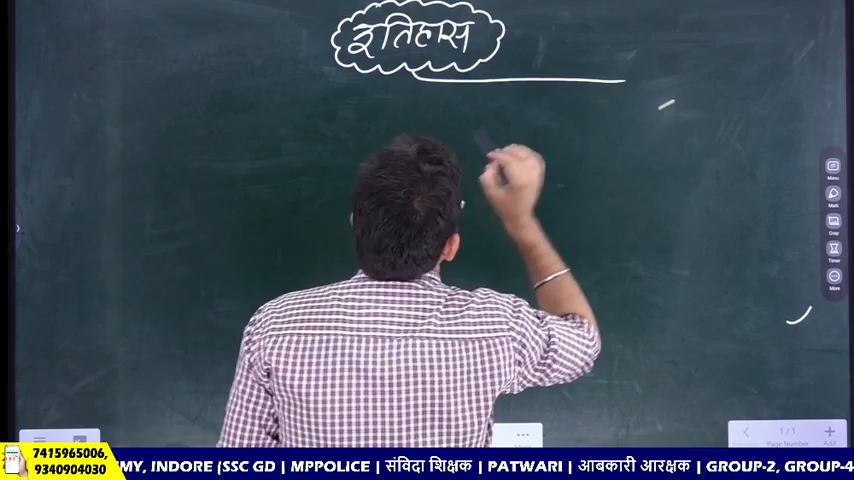 इतिहास
Menu
Mark
Crop
Timer
More
1/1
Page Number
Add
7415965006,
9340904030
MY, INDORE (SSC GD | MPPOLICE | संविदा शिक्षक | PATWARI | आबकारी आरक्षक | GROUP-2, GROUP-4